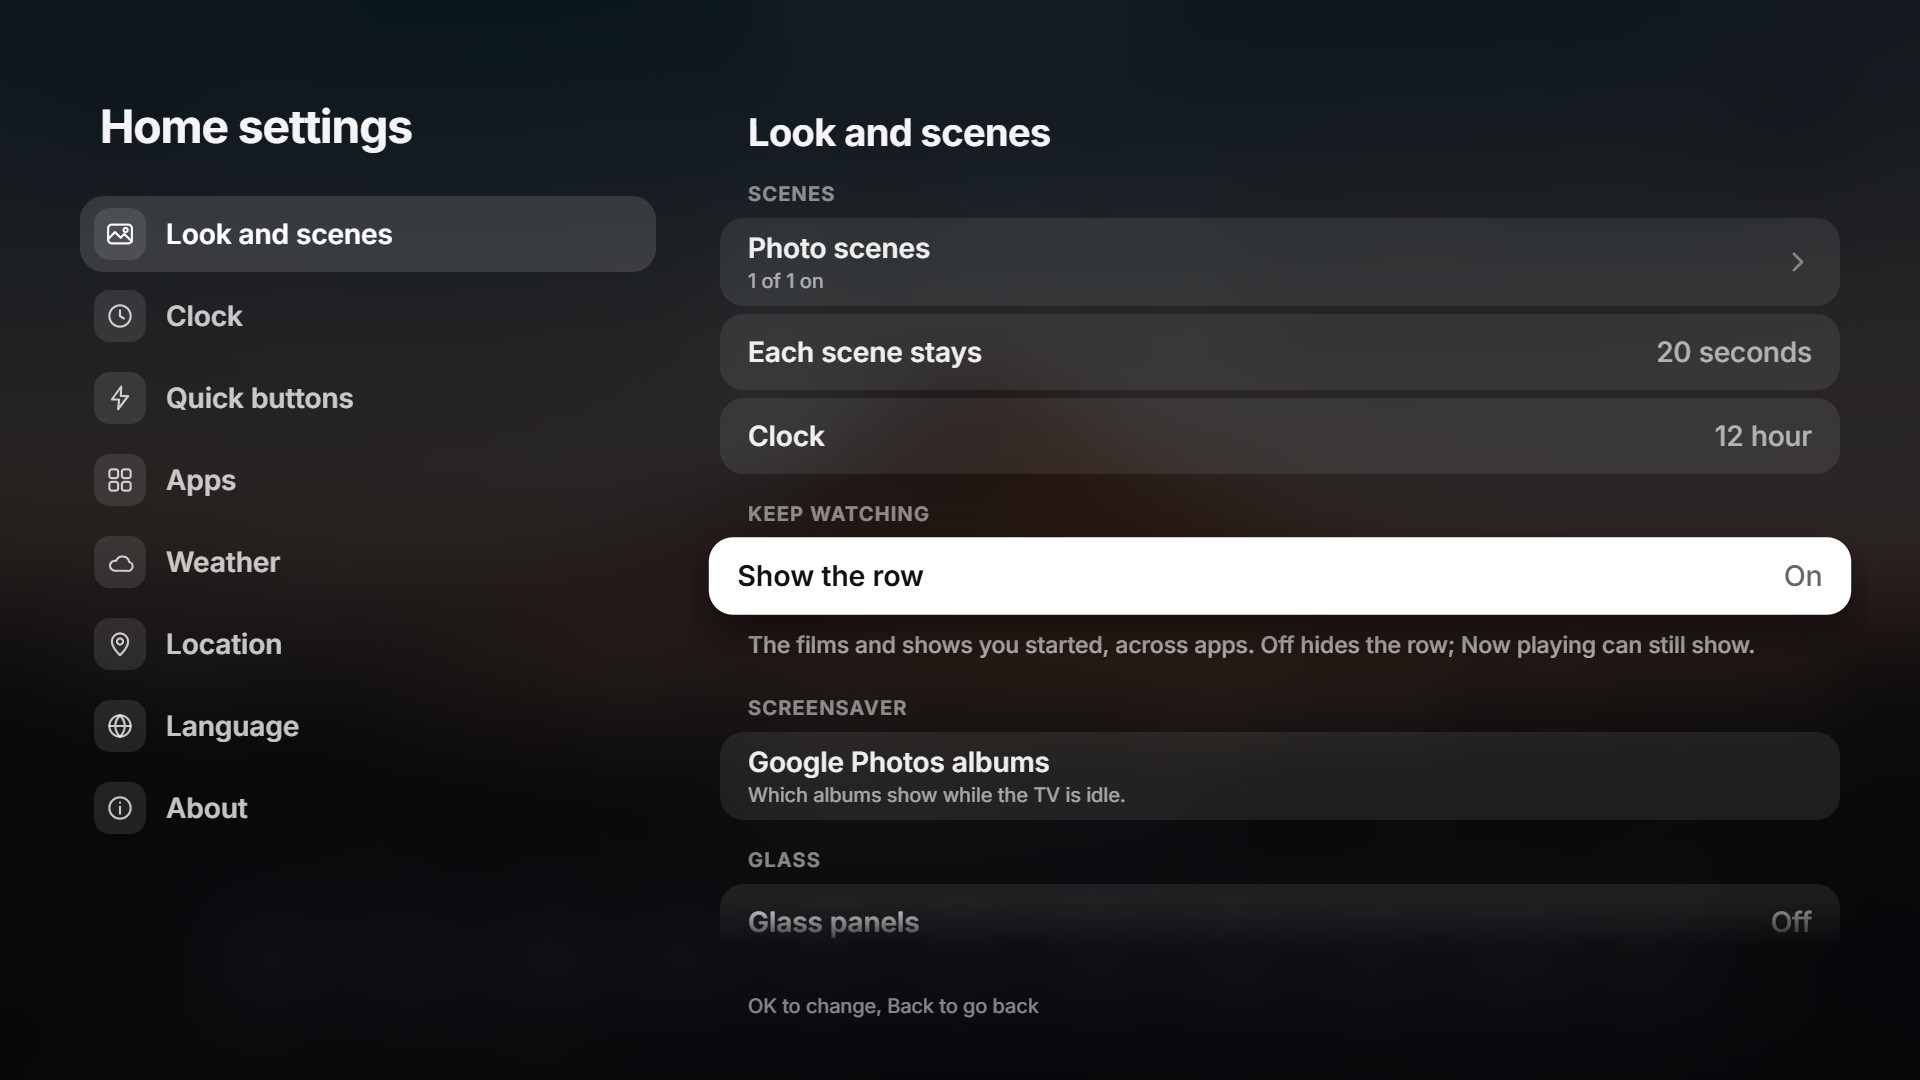 Home settings
Look and scenes
Clock
Quick buttons
Apps
Weather
Location
Language
About
Look and scenes
SCENES
Photo scenes
1 of 1 on
Each scene stays 20 seconds
Clock 12 hour
KEEP WATCHING
Show the row On
The films and shows you started, across apps. Off hides the row; Now playing can still show.
SCREENSAVER
Google Photos albums
Which albums show while the TV is idle.
GLASS
Glass panels Off
OK to change, Back to go back